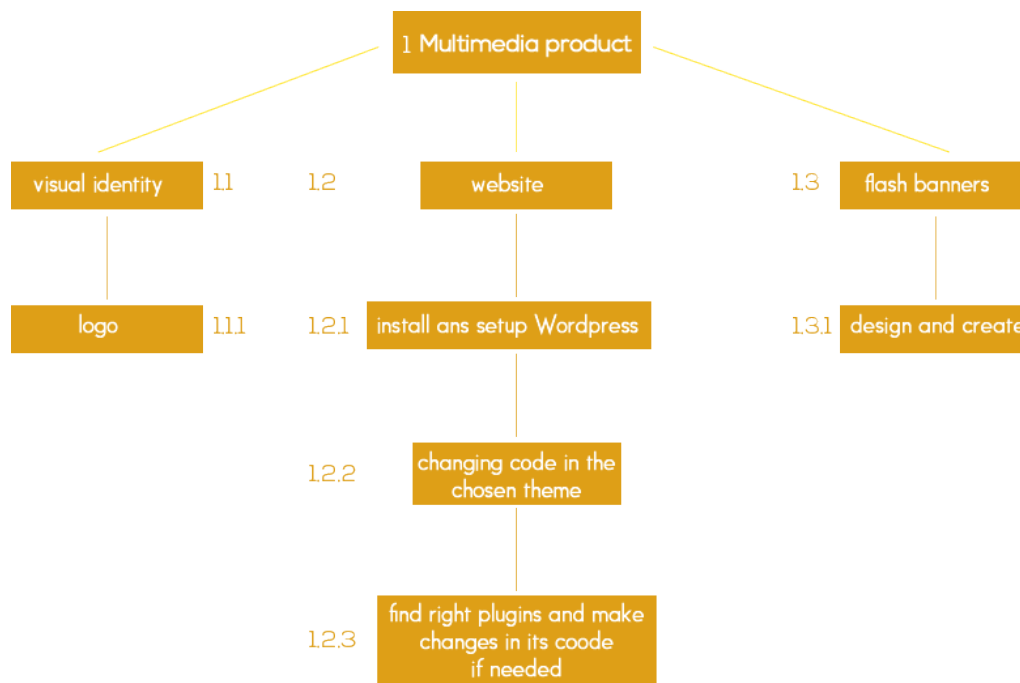 1 Multimedia product
visual identity 1.1
1.2 website
1.3 flash banners
logo 1.1.1
1.2.1 install ans setup Wordpress
1.3.1 design and create
1.2.2 changing code in the
chosen theme
1.2.3 find right plugins and make
changes in its coode
if needed